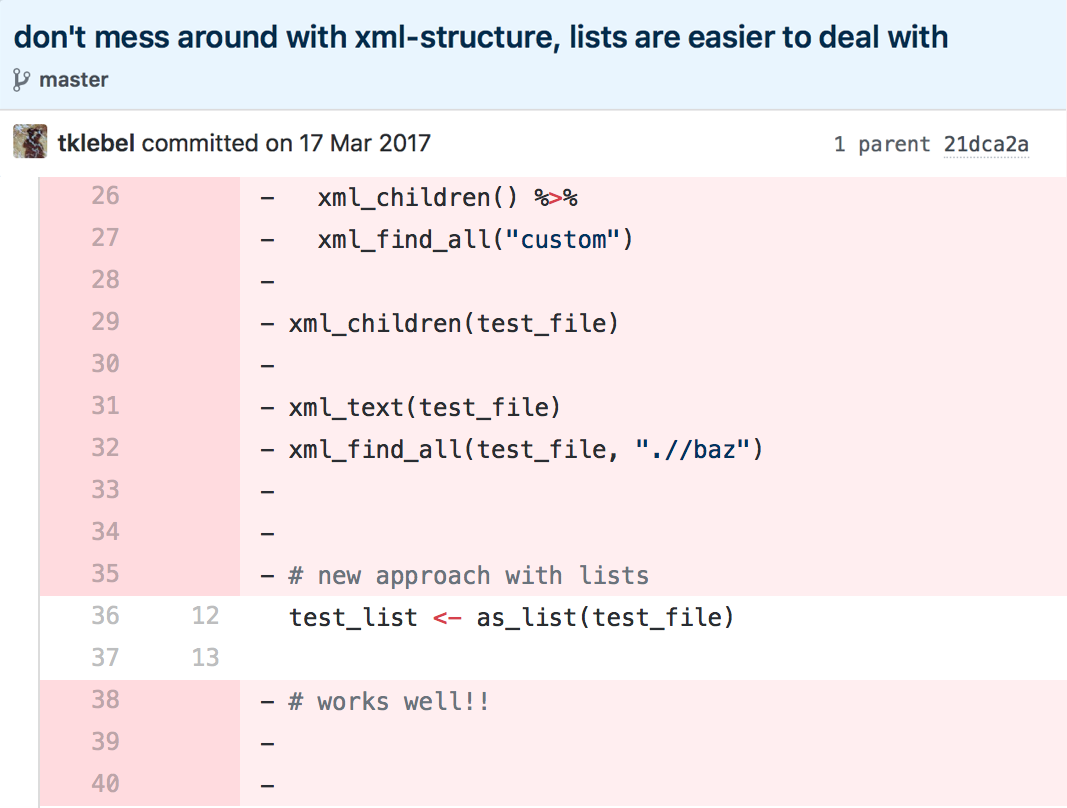 don't mess around with xml-structure, lists are easier to deal with
master
tklebel committed on 17 Mar 2017 1 parent 21dca2a
26 - xml_children() %>%
27 - xml_find_all("custom")
28 -
29 - xml_children(test_file)
30 -
31 - xml_text(test_file)
32 - xml_find_all(test_file, ".//baz")
33 -
34 -
35 - # new approach with lists
36 12 test_list <- as_list(test_file)
37 13
38 - # works well!!
39 -
40 -